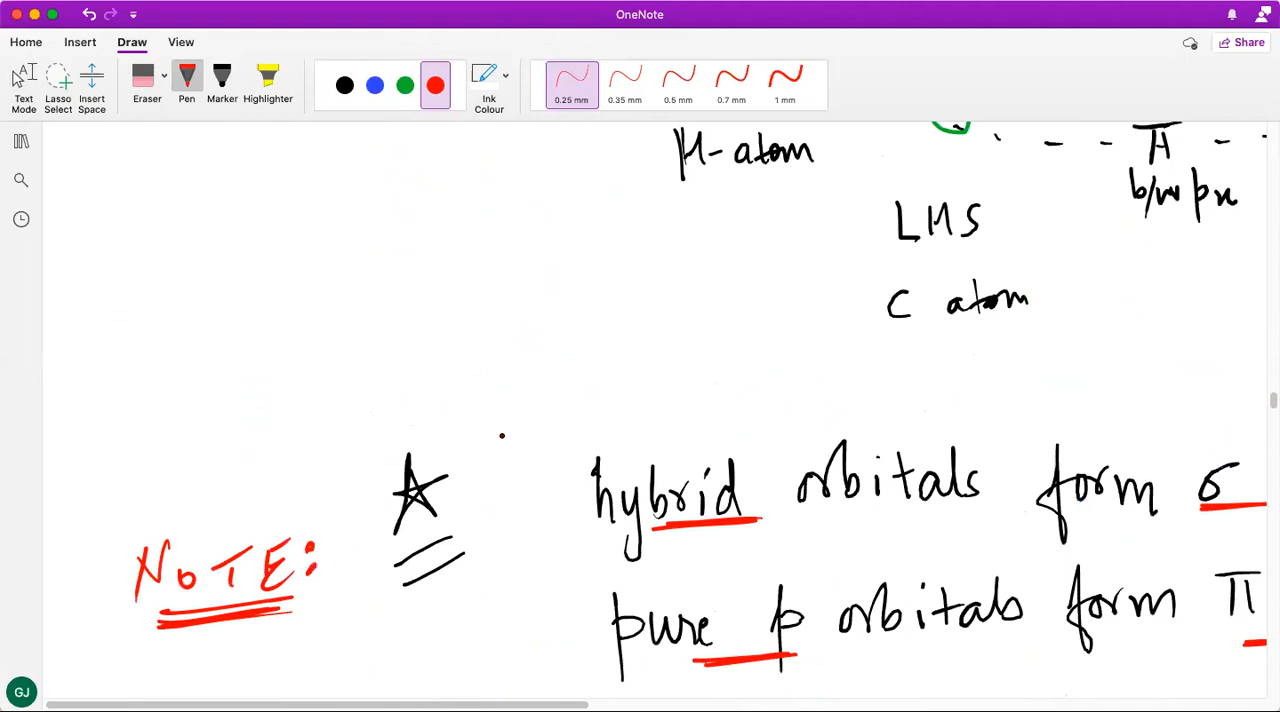 OneNote
Home Insert Draw View
Share
Text Mode
Lasso Select
Insert Space
Eraser
Pen
Marker
Highlighter
Ink Colour
0.25 mm
0.35 mm
0.5 mm
0.7 mm
1 mm
H-atom
π
b/w px
LHS
C atom
hybrid orbitals form σ
NOTE:
pure p orbitals form π
GJ